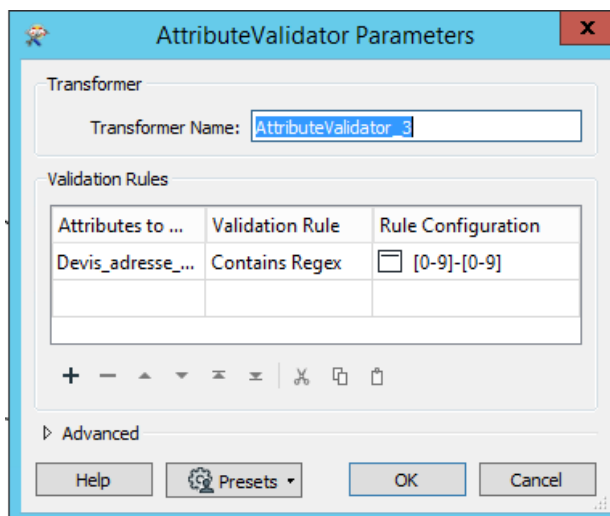 AttributeValidator Parameters
x
Transformer
Transformer Name: AttributeValidator_3
Validation Rules
Attributes to ... Validation Rule Rule Configuration
Devis_adresse_... Contains Regex [0-9]-[0-9]
Advanced
Help Presets OK Cancel